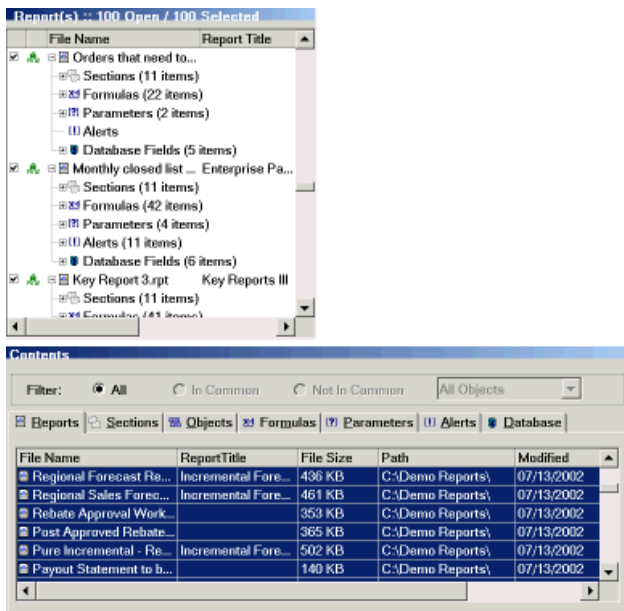 Report(s) :: 100 Open / 100 Selected
File Name Report Title
Orders that need to...
Sections (11 items)
Formulas (22 items)
Parameters (2 items)
Alerts
Database Fields (5 items)
Monthly closed list ... Enterprise Pa...
Sections (11 items)
Formulas (42 items)
Parameters (4 items)
Alerts (11 items)
Database Fields (6 items)
Key Report 3.rpt Key Reports III
Sections (11 items)
Formulas (41 items)
Contents
Filter: All In Common Not In Common All Objects
Reports Sections Objects Formulas Parameters Alerts Database
File Name ReportTitle File Size Path Modified
Regional Forecast Re... Incremental Fore... 436 KB C:\Demo Reports\ 07/13/2002
Regional Sales Forec... Incremental Fore... 461 KB C:\Demo Reports\ 07/13/2002
Rebate Approval Work... 353 KB C:\Demo Reports\ 07/13/2002
Post Approved Rebate... 365 KB C:\Demo Reports\ 07/13/2002
Pure Incremental - Re... Incremental Fore... 502 KB C:\Demo Reports\ 07/13/2002
Payout Statement to b... 140 KB C:\Demo Reports\ 07/13/2002